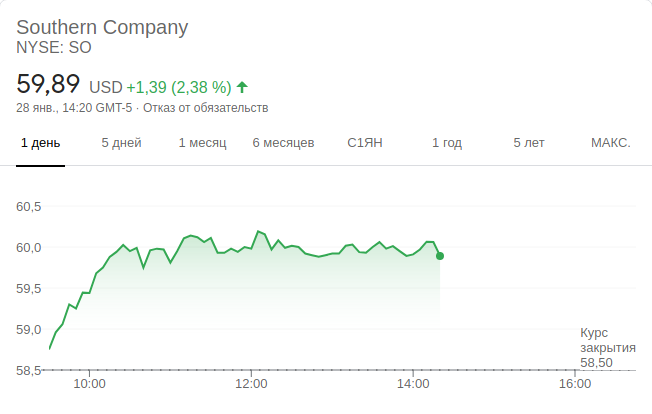 Southern Company
NYSE: SO
59,89 USD +1,39 (2,38 %)
28 янв., 14:20 GMT-5 · Отказ от обязательств
1 день 5 дней 1 месяц 6 месяцев С1ЯН 1 год 5 лет МАКС.
60,5
60,0
59,5
59,0
Курс
закрытия
58,50
58,5
10:00 12:00 14:00 16:00